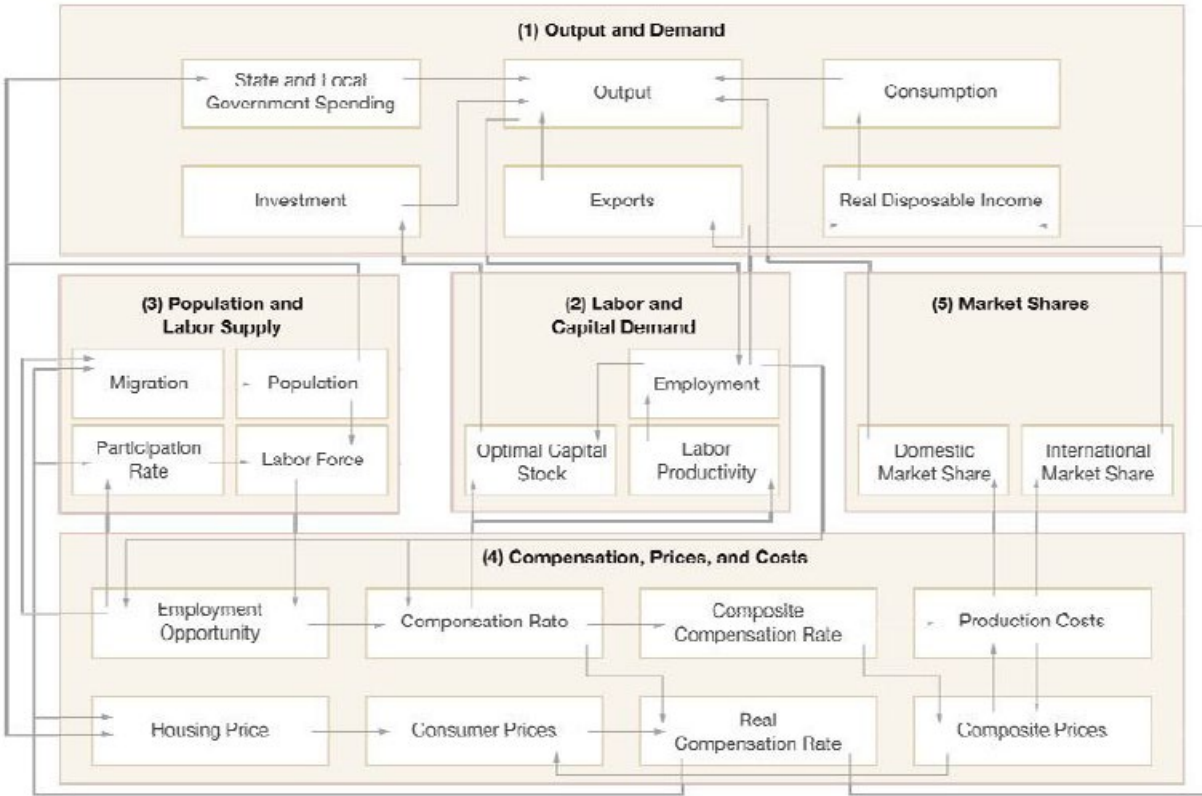 (1) Output and Demand
State and Local
Government Spending
Output
Consumption
Investment
Exports
Real Disposable Income
(3) Population and
Labor Supply
Migration
Population
Participation
Rate
Labor Force
(2) Labor and
Capital Demand
Employment
Optimal Capital
Stock
Labor
Productivity
(5) Market Shares
Domestic
Market Share
International
Market Share
(4) Compensation, Prices, and Costs
Employment
Opportunity
Compensation Rate
Composite
Compensation Rate
Production Costs
Housing Price
Consumer Prices
Real
Compensation Rate
Composite Prices